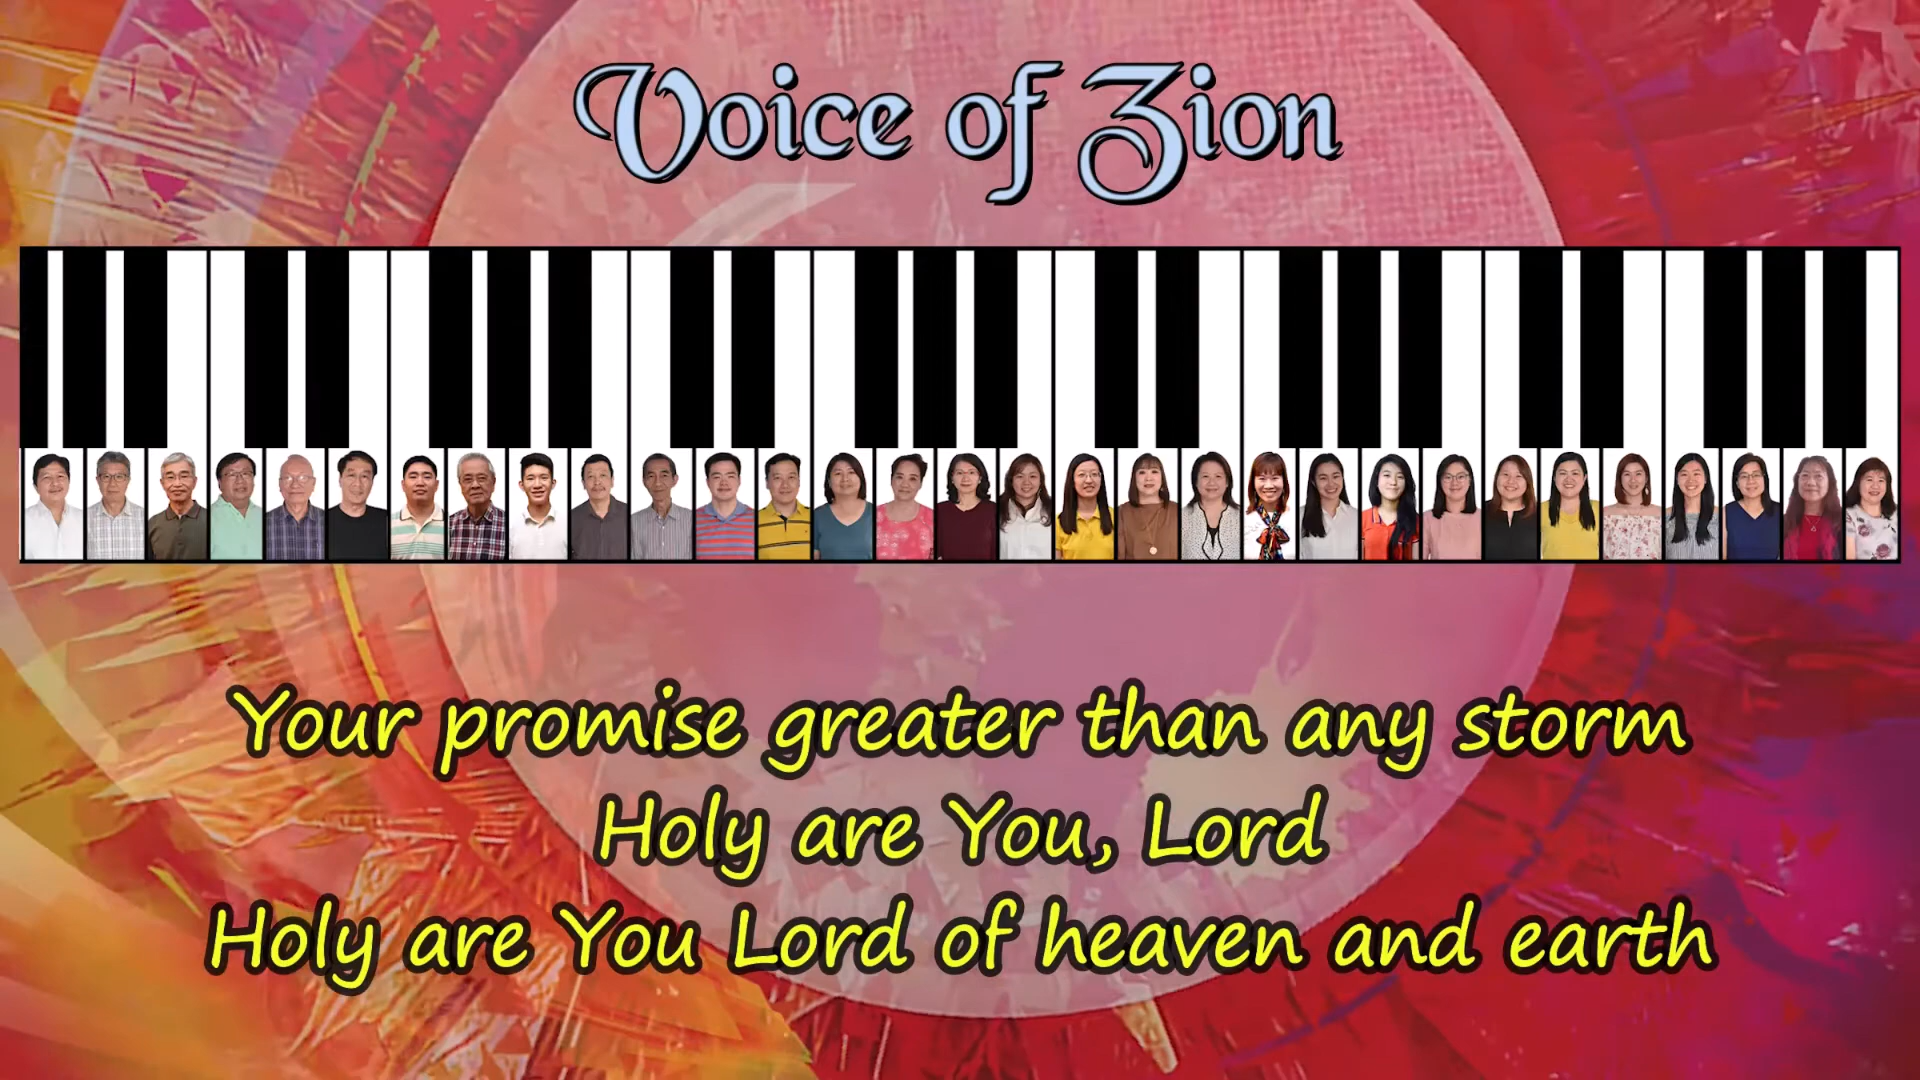 Voice of Zion
Your promise greater than any storm
Holy are You, Lord
Holy are You Lord of heaven and earth